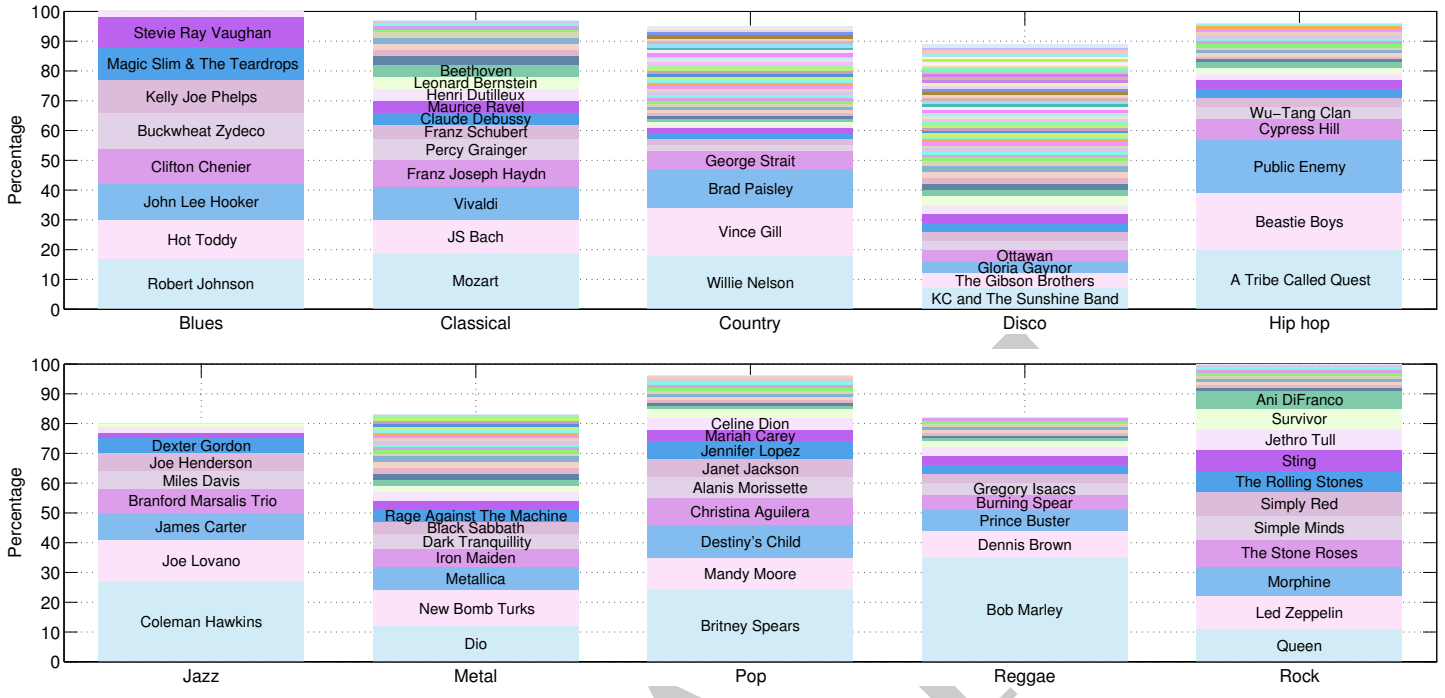 100
90
80
70
60
50
40
30
20
10
0
Percentage
Stevie Ray Vaughan
Magic Slim & The Teardrops
Kelly Joe Phelps
Buckwheat Zydeco
Clifton Chenier
John Lee Hooker
Hot Toddy
Robert Johnson
Beethoven
Leonard Bernstein
Henri Dutilleux
Maurice Ravel
Claude Debussy
Franz Schubert
Percy Grainger
Franz Joseph Haydn
Vivaldi
JS Bach
Mozart
George Strait
Brad Paisley
Vince Gill
Willie Nelson
Ottawan
Gloria Gaynor
The Gibson Brothers
KC and The Sunshine Band
Wu−Tang Clan
Cypress Hill
Public Enemy
Beastie Boys
A Tribe Called Quest
Blues
Classical
Country
Disco
Hip hop
100
90
80
70
60
50
40
30
20
10
0
Percentage
Dexter Gordon
Joe Henderson
Miles Davis
Branford Marsalis Trio
James Carter
Joe Lovano
Coleman Hawkins
Rage Against The Machine
Black Sabbath
Dark Tranquillity
Iron Maiden
Metallica
New Bomb Turks
Dio
Celine Dion
Mariah Carey
Jennifer Lopez
Janet Jackson
Alanis Morissette
Christina Aguilera
Destiny's Child
Mandy Moore
Britney Spears
Gregory Isaacs
Burning Spear
Prince Buster
Dennis Brown
Bob Marley
Ani DiFranco
Survivor
Jethro Tull
Sting
The Rolling Stones
Simply Red
Simple Minds
The Stone Roses
Morphine
Led Zeppelin
Queen
Jazz
Metal
Pop
Reggae
Rock